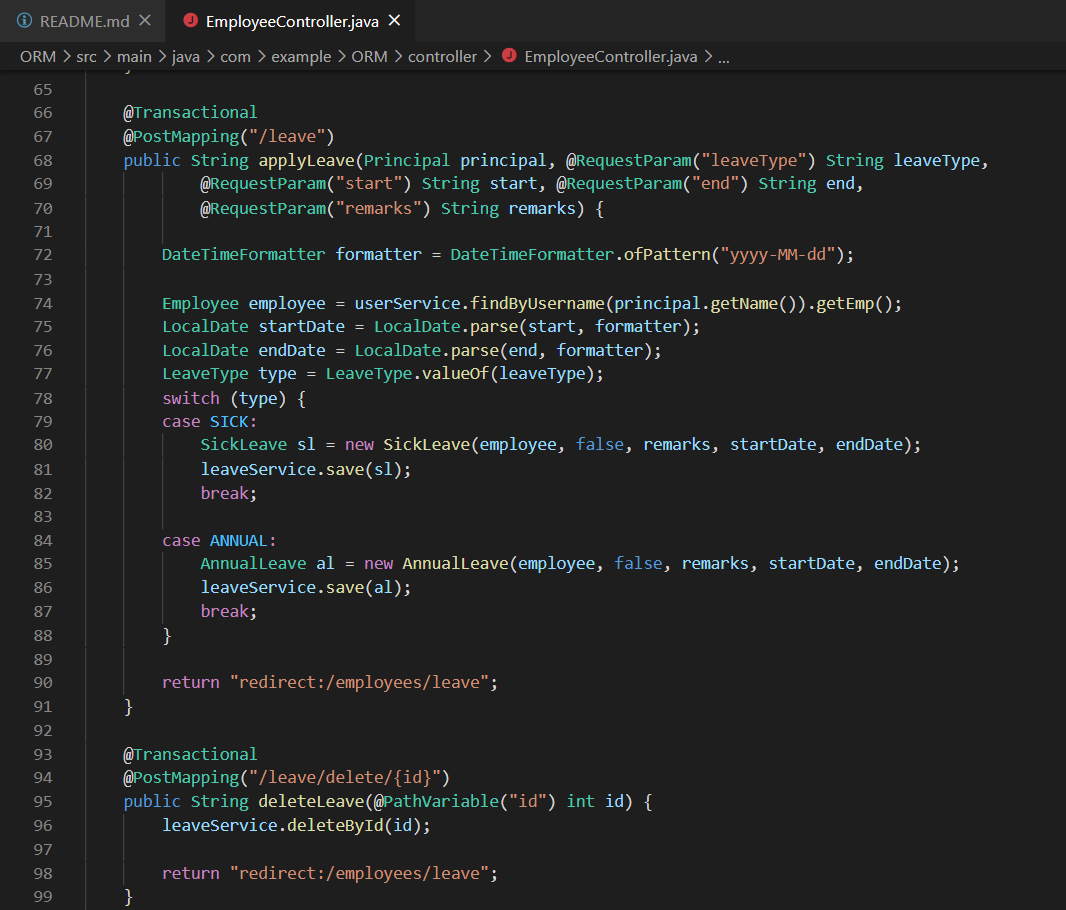 README.md
EmployeeController.java
ORM > src > main > java > com > example > ORM > controller > EmployeeController.java > ...
65
66 @Transactional
67 @PostMapping("/leave")
68 public String applyLeave(Principal principal, @RequestParam("leaveType") String leaveType,
69 @RequestParam("start") String start, @RequestParam("end") String end,
70 @RequestParam("remarks") String remarks) {
71
72 DateTimeFormatter formatter = DateTimeFormatter.ofPattern("yyyy-MM-dd");
73
74 Employee employee = userService.findByUsername(principal.getName()).getEmp();
75 LocalDate startDate = LocalDate.parse(start, formatter);
76 LocalDate endDate = LocalDate.parse(end, formatter);
77 LeaveType type = LeaveType.valueOf(leaveType);
78 switch (type) {
79 case SICK:
80 SickLeave sl = new SickLeave(employee, false, remarks, startDate, endDate);
81 leaveService.save(sl);
82 break;
83
84 case ANNUAL:
85 AnnualLeave al = new AnnualLeave(employee, false, remarks, startDate, endDate);
86 leaveService.save(al);
87 break;
88 }
89
90 return "redirect:/employees/leave";
91 }
92
93 @Transactional
94 @PostMapping("/leave/delete/{id}")
95 public String deleteLeave(@PathVariable("id") int id) {
96 leaveService.deleteById(id);
97
98 return "redirect:/employees/leave";
99 }